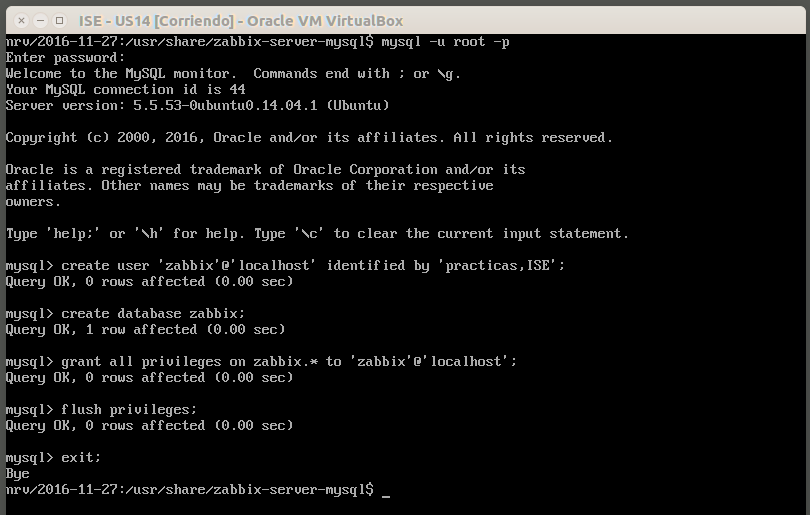 ISE - US14 [Corriendo] - Oracle VM VirtualBox
nrv/2016-11-27:/usr/share/zabbix-server-mysql$ mysql -u root -p
Enter password:
Welcome to the MySQL monitor.  Commands end with ; or \g.
Your MySQL connection id is 44
Server version: 5.5.53-0ubuntu0.14.04.1 (Ubuntu)
Copyright (c) 2000, 2016, Oracle and/or its affiliates. All rights reserved.
Oracle is a registered trademark of Oracle Corporation and/or its
affiliates. Other names may be trademarks of their respective
owners.
Type 'help;' or '\h' for help. Type '\c' to clear the current input statement.
mysql> create user 'zabbix'@'localhost' identified by 'practicas,ISE';
Query OK, 0 rows affected (0.00 sec)
mysql> create database zabbix;
Query OK, 1 row affected (0.00 sec)
mysql> grant all privileges on zabbix.* to 'zabbix'@'localhost';
Query OK, 0 rows affected (0.00 sec)
mysql> flush privileges;
Query OK, 0 rows affected (0.00 sec)
mysql> exit;
Bye
nrv/2016-11-27:/usr/share/zabbix-server-mysql$ _